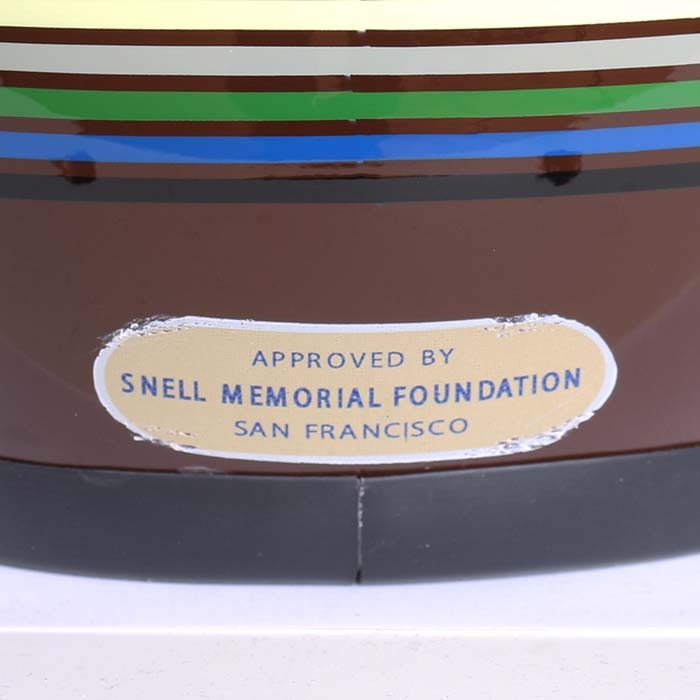 APPROVED BY
SNELL MEMORIAL FOUNDATION
SAN FRANCISCO